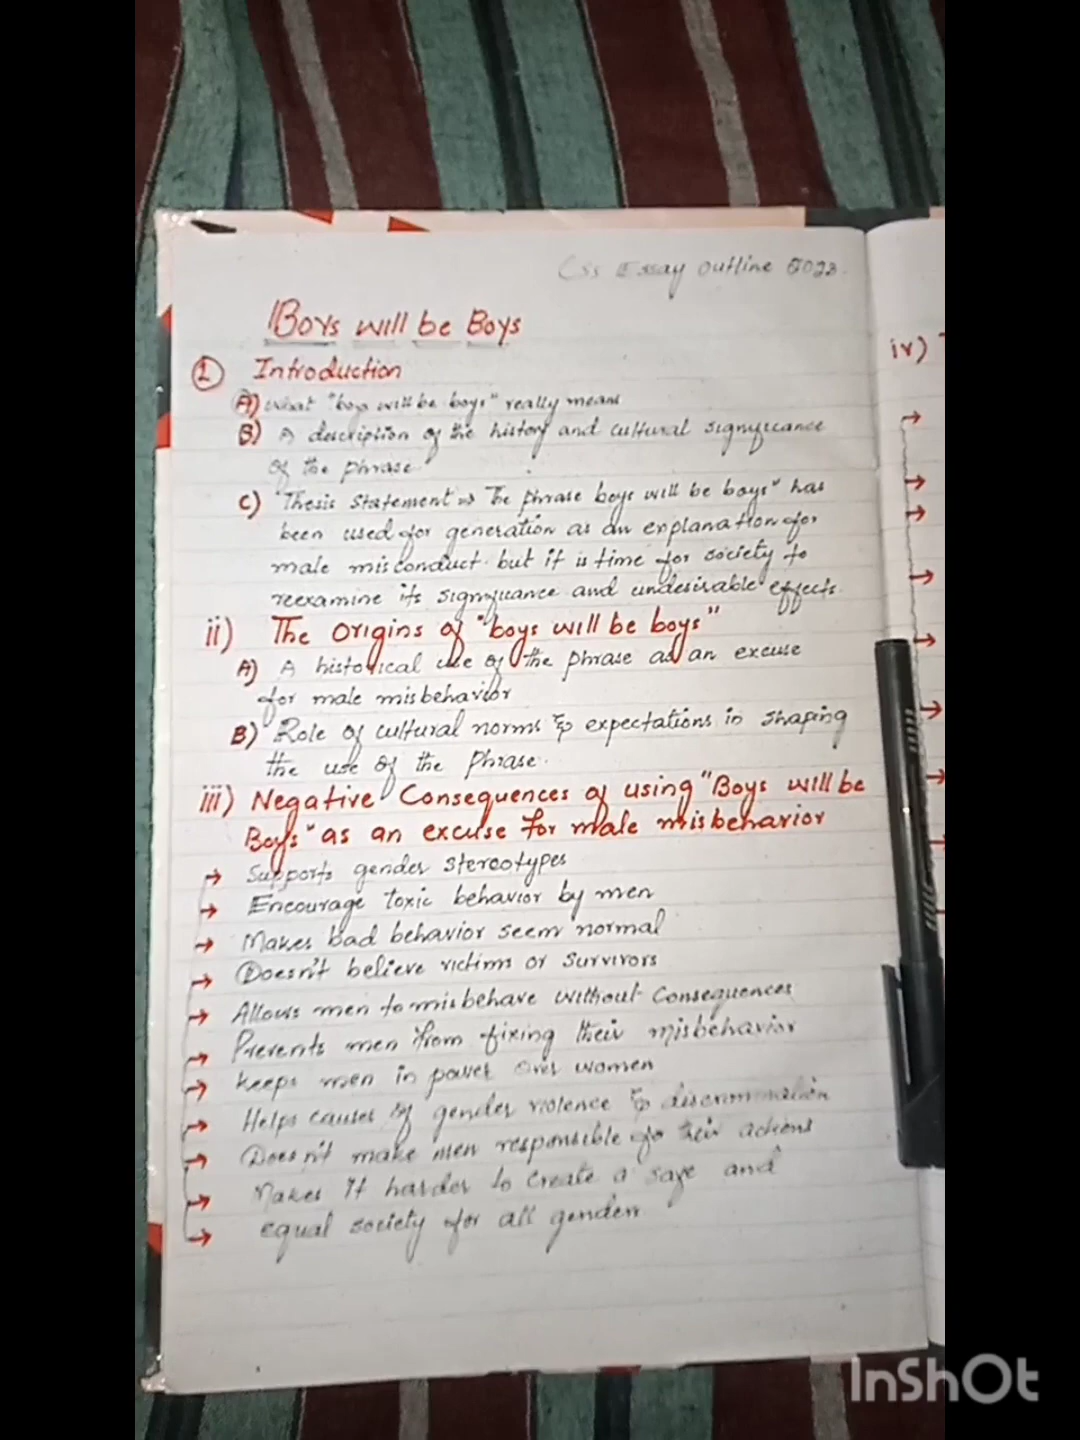 Css Essay Outline 2023.
Boys will be Boys
1 Introduction
A) What "boys will be boys" really means
B) A description of the history and cultural significance
of the phrase
C) Thesis Statement ⇒ The phrase boys will be boys" has
been used for generation as an explanation for
male misconduct. but it is time for society to
reexamine its significance and undesirable effects.
ii) The Origins of "boys will be boys"
A) A historical use of the phrase as an excuse
for male misbehavior
B) Role of cultural norms & expectations in shaping
the use of the Phrase.
iii) Negative Consequences of using "Boys will be
Boys" as an excuse for male misbehavior
→ Supports gender stereotypes
→ Encourage toxic behavior by men
→ Makes bad behavior seem normal
→ Doesn't believe victims or survivors
→ Allows men to misbehave without consequences
→ Prevents men from fixing their misbehavior
→ keeps men in power over women
→ Helps causes of gender violence & discrimination
→ Doesn't make men responsible for their actions
→ Makes it harder to create a safe and
→ equal society for all genders
iv)
InShOt